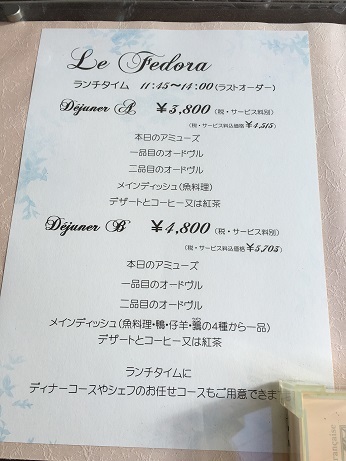 Le Fedora
ランチタイム 11:45～14:00(ラストオーダー)
Déjuner A ￥3,800 (税・サービス料別)
(税・サービス料込価格 ￥4,515)
本日のアミューズ
一品目のオードヴル
二品目のオードヴル
メインディッシュ(魚料理)
デザートとコーヒー又は紅茶
Déjuner B ￥4,800 (税・サービス料別)
(税・サービス料込価格 ￥5,703)
本日のアミューズ
一品目のオードヴル
二品目のオードヴル
メインディッシュ(魚料理・鴨・仔羊・鶉の4種から一品)
デザートとコーヒー又は紅茶
ランチタイムに
ディナーコースやシェフのお任せコースもご用意できま